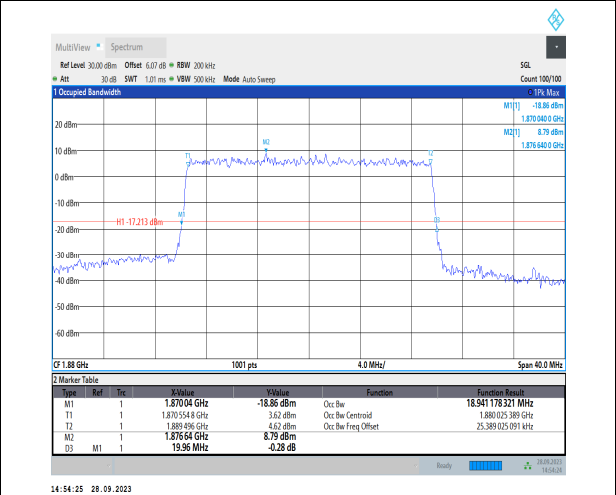 MultiView Spectrum
Ref Level 30.00 dBm Offset 6.07 dB RBW 200 kHz SGL
Att 30 dB SWT 1.01 ms VBW 500 kHz Mode Auto Sweep Count 100/100
1 Occupied Bandwidth 1Pk Max
M1[1] -18.86 dBm
1.870 040 0 GHz
M2[1] 8.79 dBm
1.876 640 0 GHz
20 dBm
10 dBm
0 dBm
-10 dBm
-20 dBm
-30 dBm
-40 dBm
-50 dBm
-60 dBm
M2
T1
T2
M1
H1 -17.213 dBm
D3
CF 1.88 GHz 1001 pts 4.0 MHz/ Span 40.0 MHz
2 Marker Table
Type Ref Trc X-Value Y-Value Function Function Result
M1 1 1.87004 GHz -18.86 dBm Occ Bw 18.941 178 321 MHz
T1 1 1.870 554 8 GHz 3.62 dBm Occ Bw Centroid 1.880 025 389 GHz
T2 1 1.889 496 GHz 4.62 dBm Occ Bw Freq Offset 25.389 025 091 kHz
M2 1 1.87664 GHz 8.79 dBm
D3 M1 1 19.96 MHz -0.28 dB
Ready 28.09.2023
14:54:24
14:54:25 28.09.2023